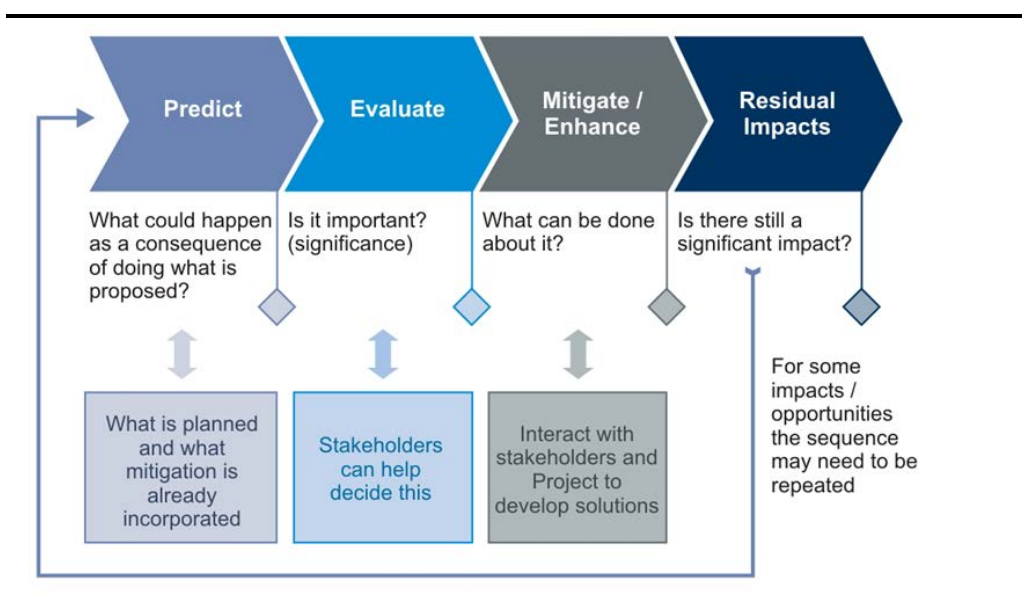 Predict
Evaluate
Mitigate /
Enhance
Residual
Impacts
What could happen
as a consequence
of doing what is
proposed?
Is it important?
(significance)
What can be done
about it?
Is there still a
significant impact?
What is planned
and what
mitigation is
already
incorporated
Stakeholders
can help
decide this
Interact with
stakeholders and
Project to
develop solutions
For some
impacts /
opportunities
the sequence
may need to be
repeated